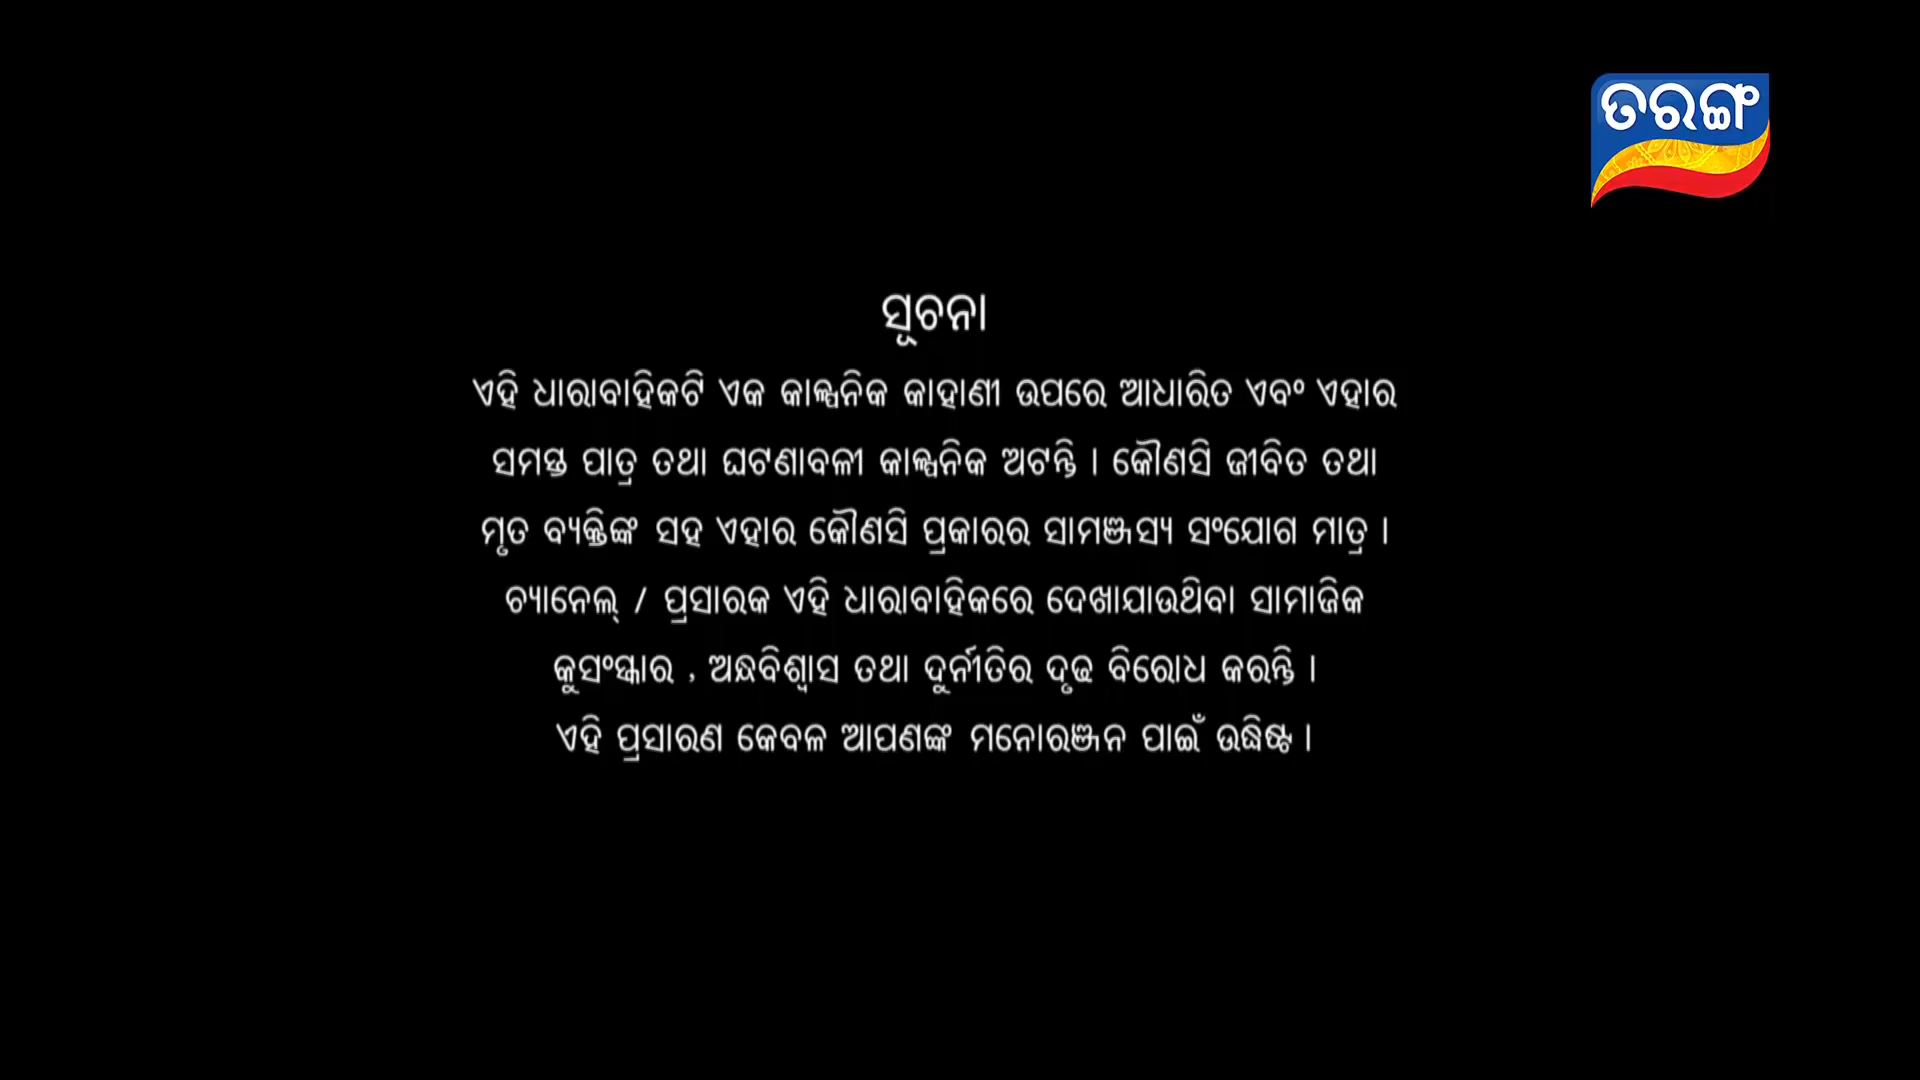 ତରଙ୍ଗ
ସୂଚନା
ଏହି ଧାରାବାହିକଟି ଏକ କାଳ୍ପନିକ କାହାଣୀ ଉପରେ ଆଧାରିତ ଏବଂ ଏହାର
ସମସ୍ତ ପାତ୍ର ତଥା ଘଟଣାବଳୀ କାଳ୍ପନିକ ଅଟନ୍ତି । କୌଣସି ଜୀବିତ ତଥା
ମୃତ ବ୍ୟକ୍ତିଙ୍କ ସହ ଏହାର କୌଣସି ପ୍ରକାରର ସାମଞ୍ଜସ୍ୟ ସଂଯୋଗ ମାତ୍ର ।
ଚ୍ୟାନେଲ୍ / ପ୍ରସାରକ ଏହି ଧାରାବାହିକରେ ଦେଖାଯାଉଥିବା ସାମାଜିକ
କୁସଂସ୍କାର , ଅନ୍ଧବିଶ୍ୱାସ ତଥା ଦୁର୍ନୀତିର ଦୃଢ ବିରୋଧ କରନ୍ତି ।
ଏହି ପ୍ରସାରଣ କେବଳ ଆପଣଙ୍କ ମନୋରଞ୍ଜନ ପାଇଁ ଉଦ୍ଧିଷ୍ଟ ।